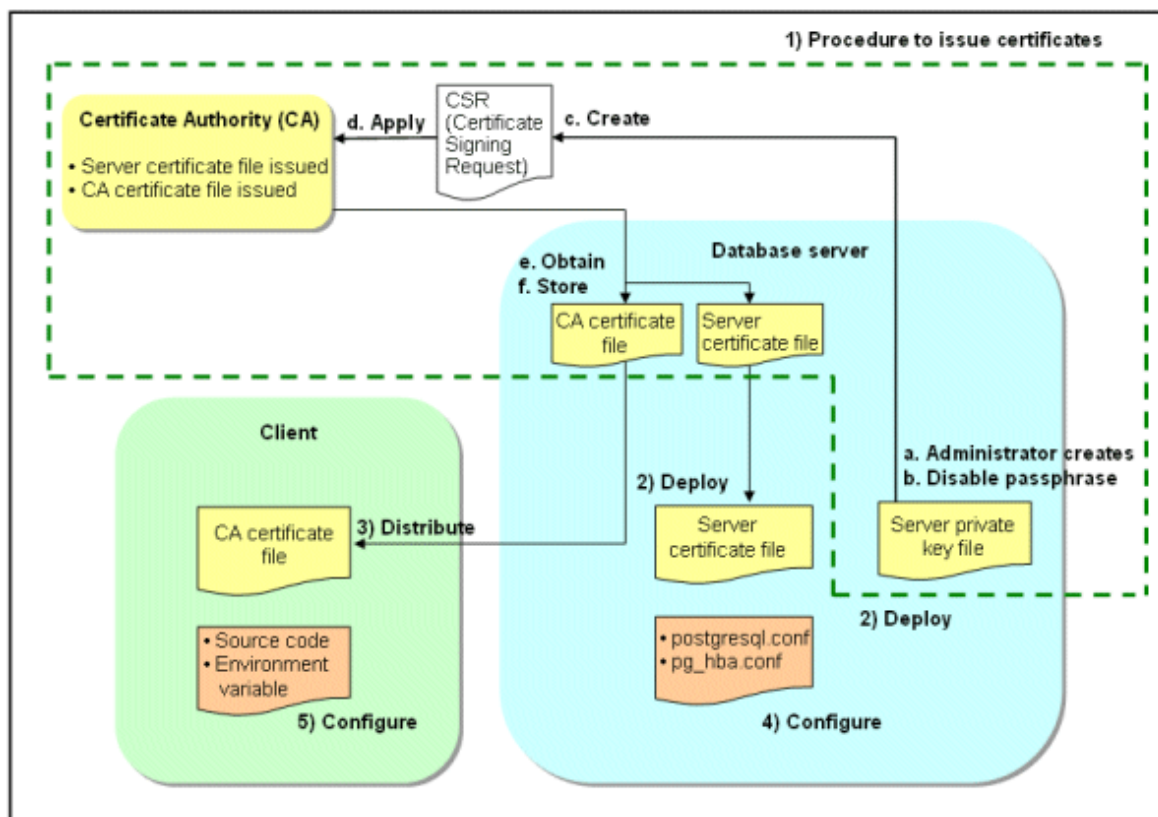 1) Procedure to issue certificates
Certificate Authority (CA)
• Server certificate file issued
• CA certificate file issued
d. Apply
CSR
(Certificate
Signing
Request)
c. Create
e. Obtain
f. Store
Database server
CA certificate
file
Server
certificate file
Client
a. Administrator creates
b. Disable passphrase
2) Deploy
CA certificate
file
3) Distribute
Server
certificate file
Server private
key file
2) Deploy
• Source code
• Environment
variable
5) Configure
• postgresql.conf
• pg_hba.conf
4) Configure